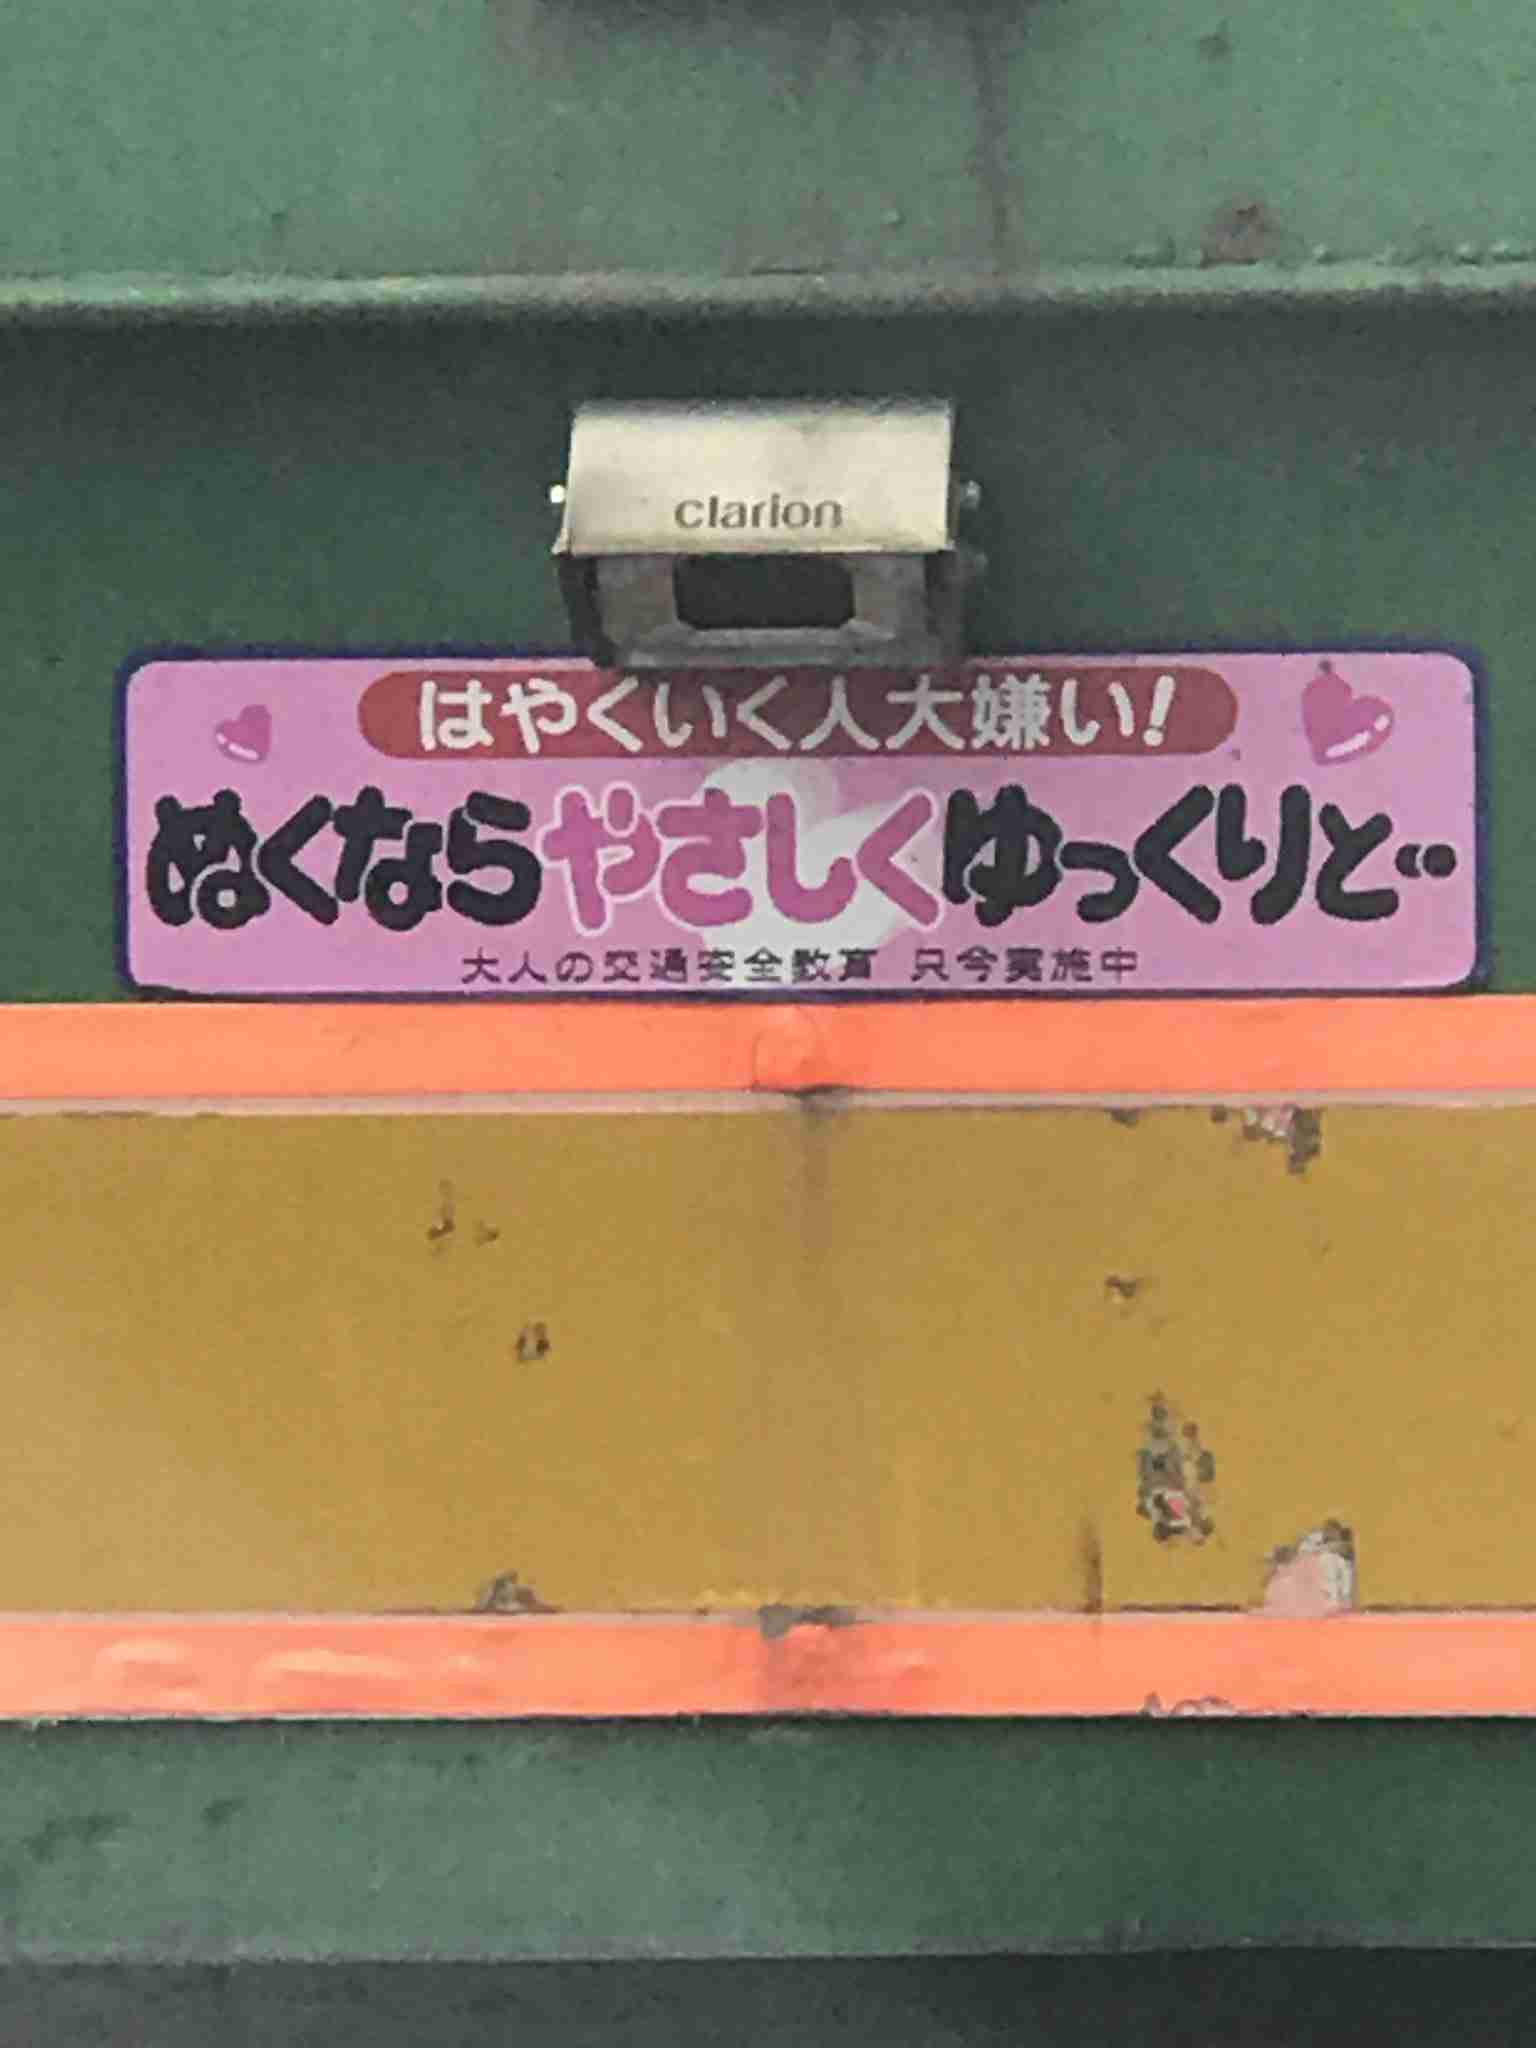 clarion
はやくいく人大嫌い!
ぬくならやさしくゆっくりと‥
大人の交通安全教育 只今実施中